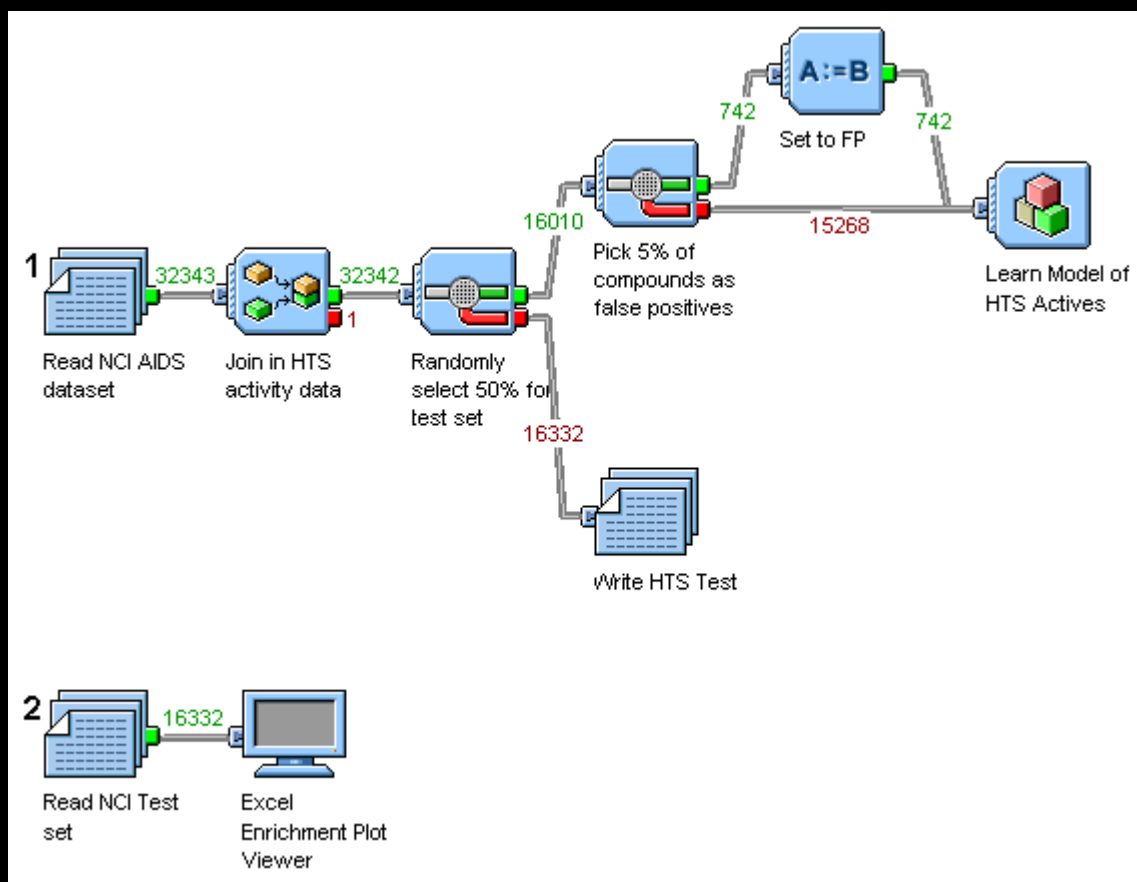 A:=B
742
742
Set to FP
16010
15268
Pick 5% of
compounds as
false positives
Learn Model of
HTS Actives
1
32343
32342
1
Read NCI AIDS
dataset
Join in HTS
activity data
Randomly
select 50% for
test set
16332
Write HTS Test
2
16332
Read NCI Test
set
Excel
Enrichment Plot
Viewer